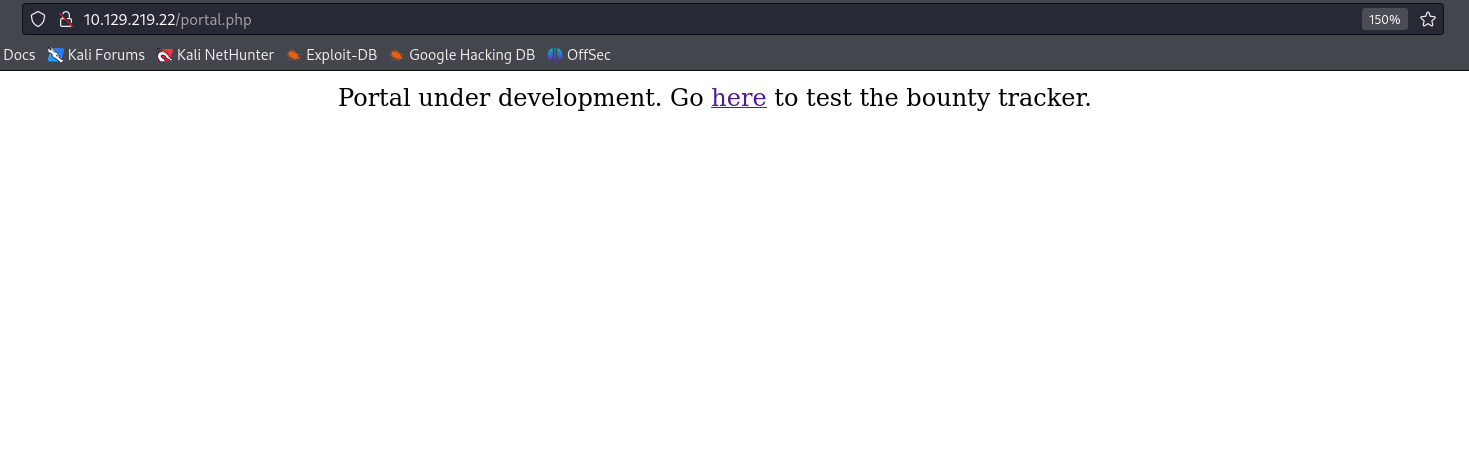 10.129.219.22/portal.php
150%
Docs Kali Forums Kali NetHunter Exploit-DB Google Hacking DB OffSec
Portal under development. Go here to test the bounty tracker.